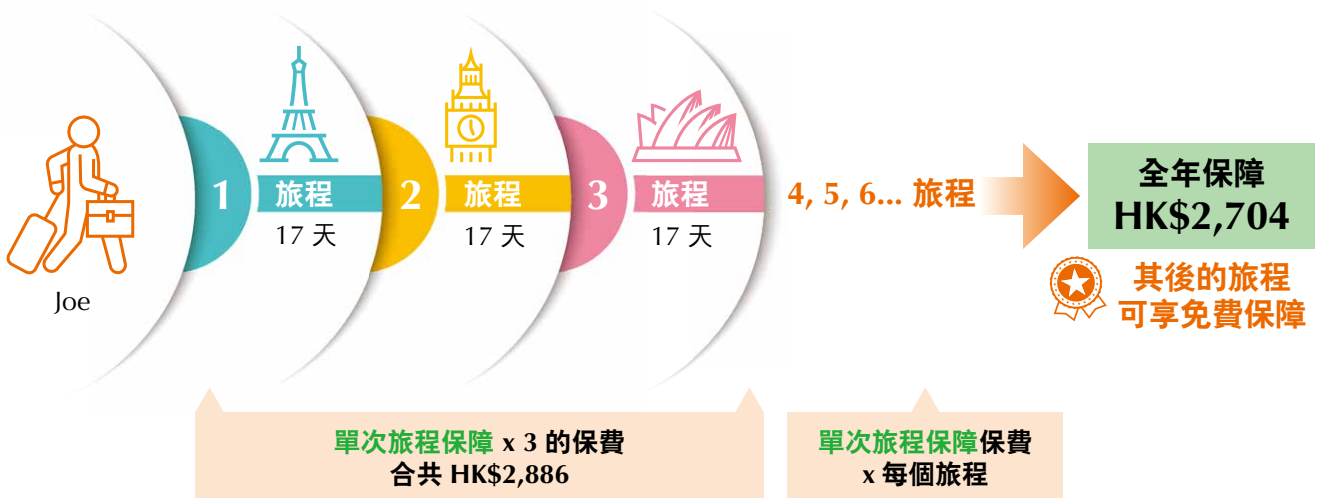 Joe
1
旅程
17 天
2
旅程
17 天
3
旅程
17 天
4, 5, 6... 旅程
全年保障
HK$2,704
其後的旅程
可享免費保障
單次旅程保障 x 3 的保費
合共 HK$2,886
單次旅程保障保費
x 每個旅程